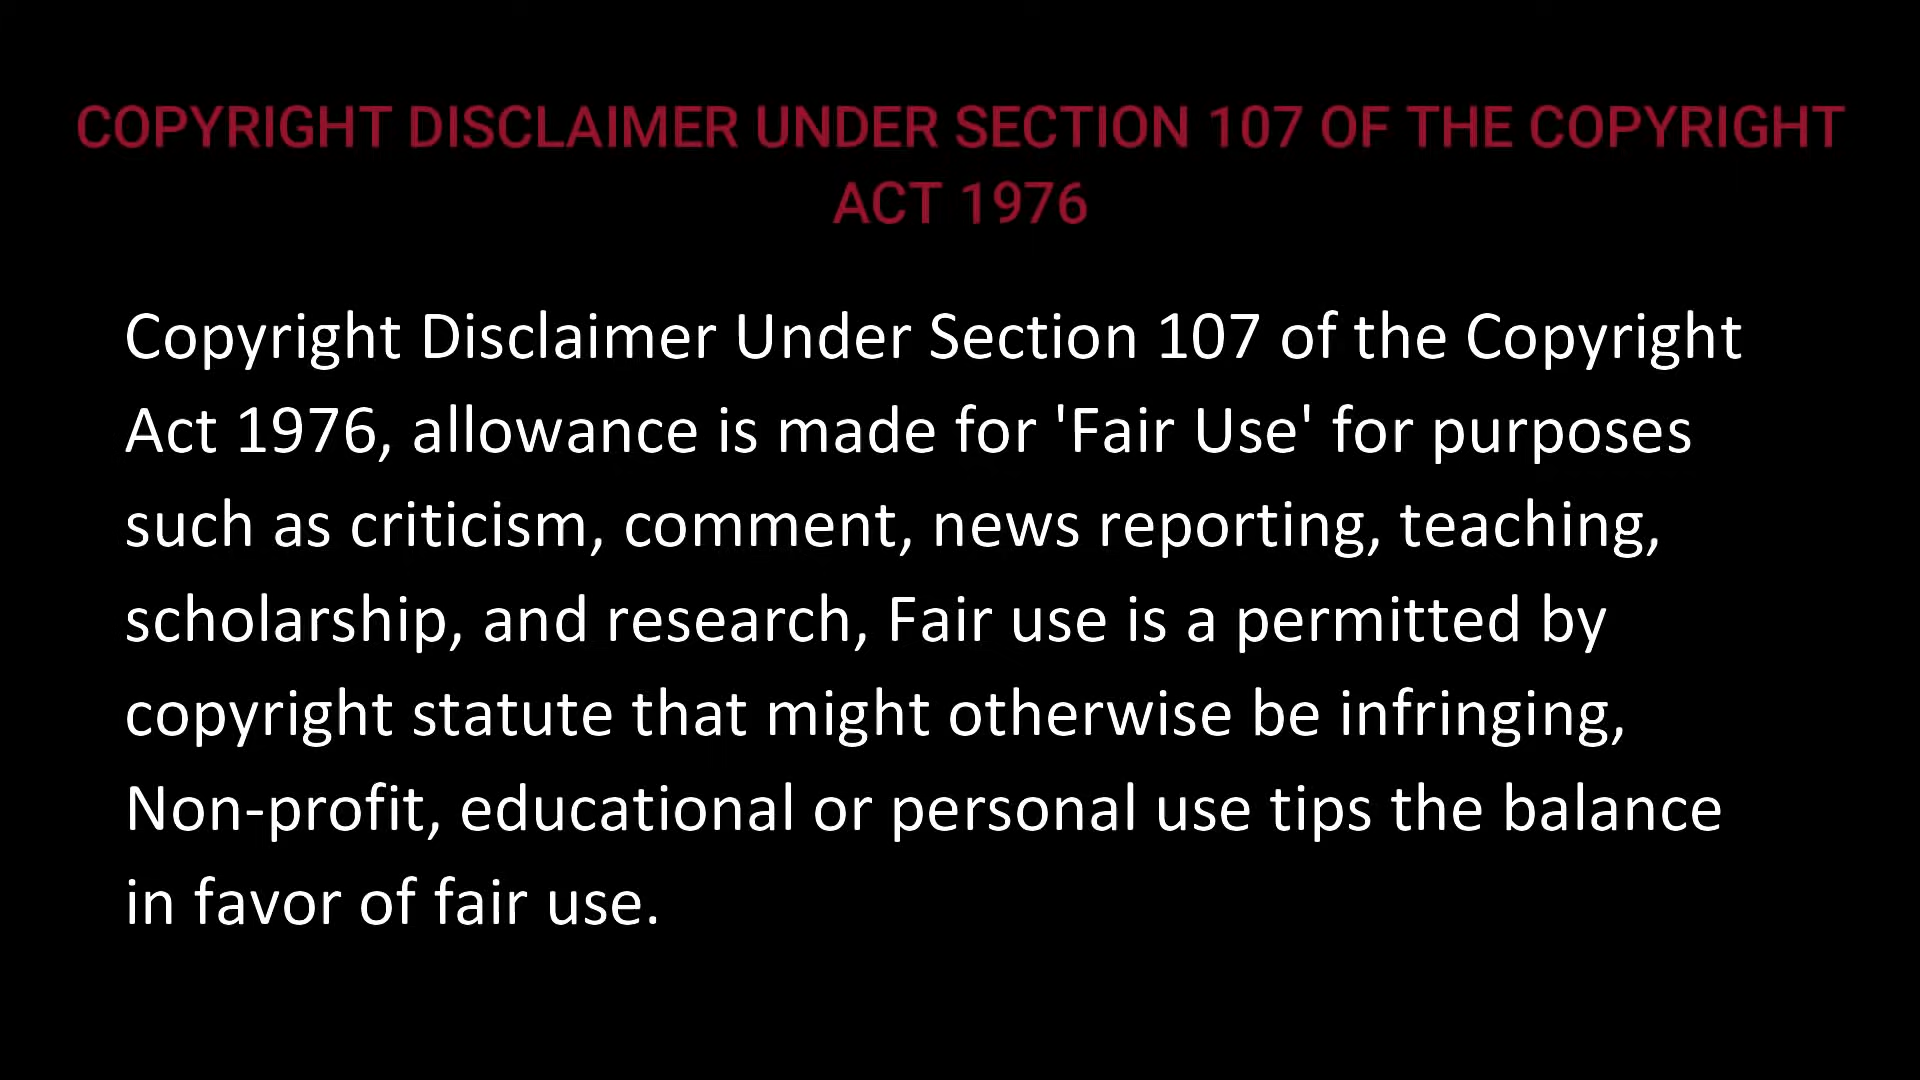 COPYRIGHT DISCLAIMER UNDER SECTION 107 OF THE COPYRIGHT
ACT 1976
Copyright Disclaimer Under Section 107 of the Copyright
Act 1976, allowance is made for 'Fair Use' for purposes
such as criticism, comment, news reporting, teaching,
scholarship, and research, Fair use is a permitted by
copyright statute that might otherwise be infringing,
Non-profit, educational or personal use tips the balance
in favor of fair use.